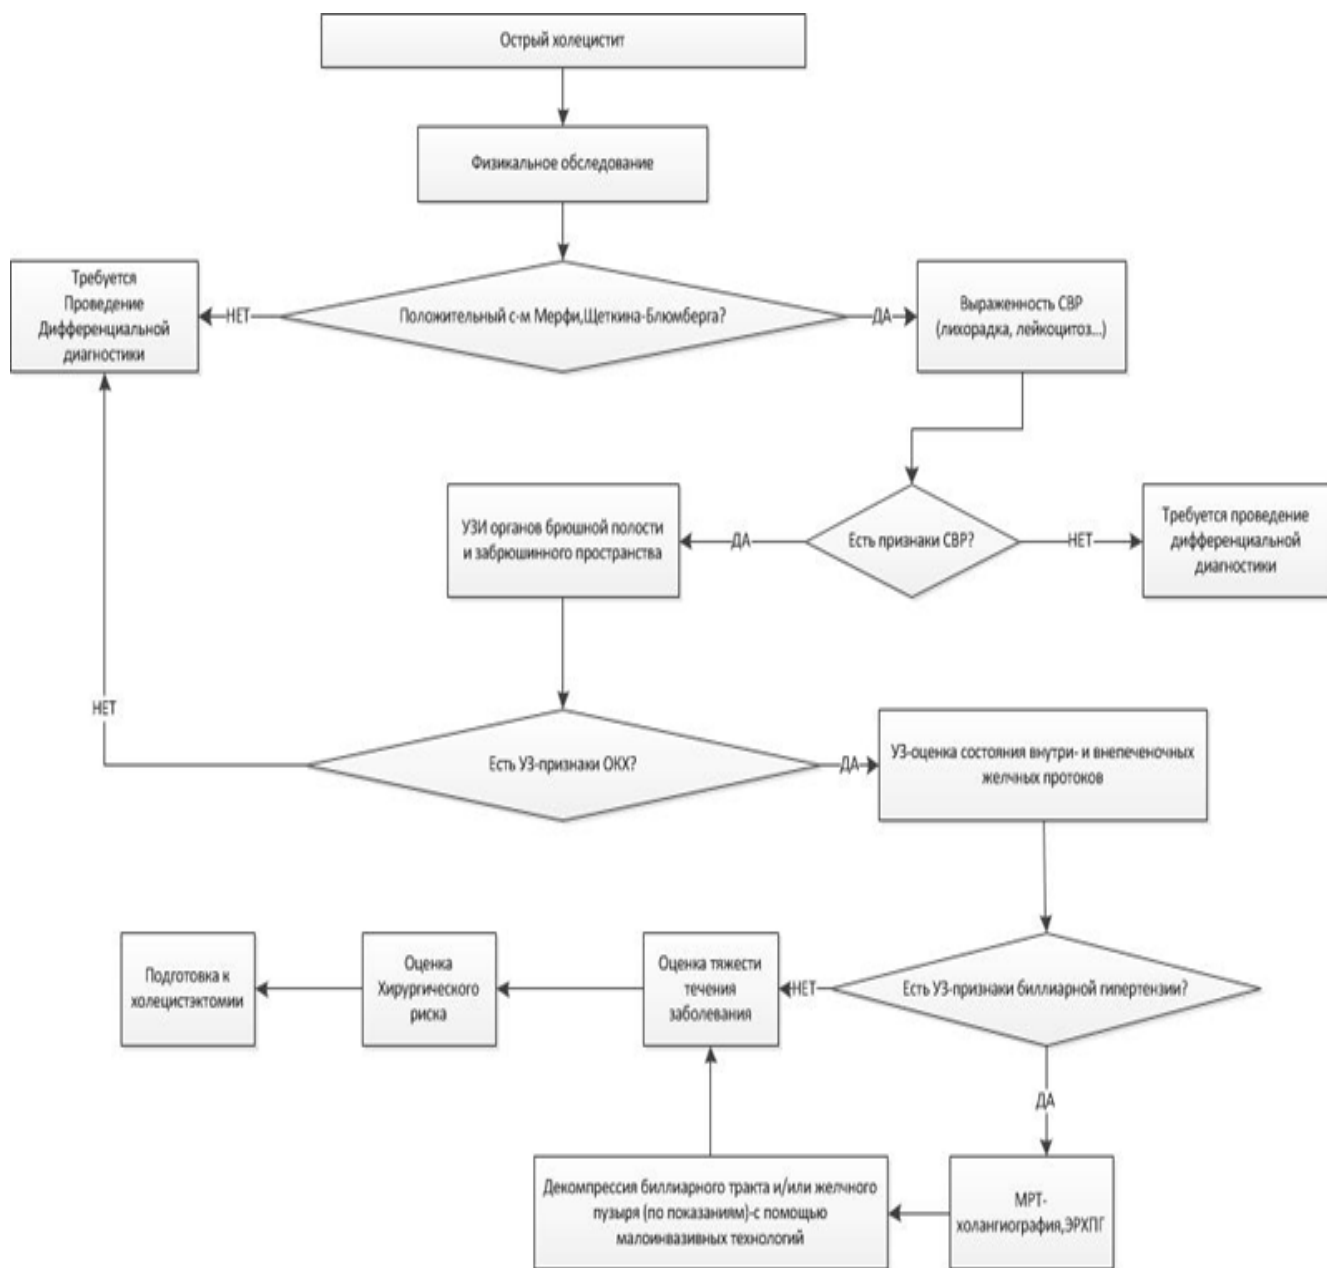 Острый холецистит
Физикальное обследование
Требуется
Проведение
Дифференциальной
диагностики
НЕТ
Положительный с-м Мерфи,Щеткина-Блюмберга?
ДА
Выраженность СВР
(лихорадка, лейкоцитоз...)
УЗИ органов брюшной полости
и забрюшинного пространства
ДА
Есть признаки СВР?
НЕТ
Требуется проведение
дифференциальной
диагностики
НЕТ
Есть УЗ-признаки ОКХ?
ДА
УЗ-оценка состояния внутри- и внепеченочных
желчных протоков
Подготовка к
холецистэктомии
Оценка
Хирургического
риска
Оценка тяжести
течения
заболевания
НЕТ
Есть УЗ-признаки биллиарной гипертензии?
ДА
Декомпрессия биллиарного тракта и/или желчного
пузыря (по показаниям)-с помощью
малоинвазивных технологий
МРТ-
холангиография,ЭРХПГ